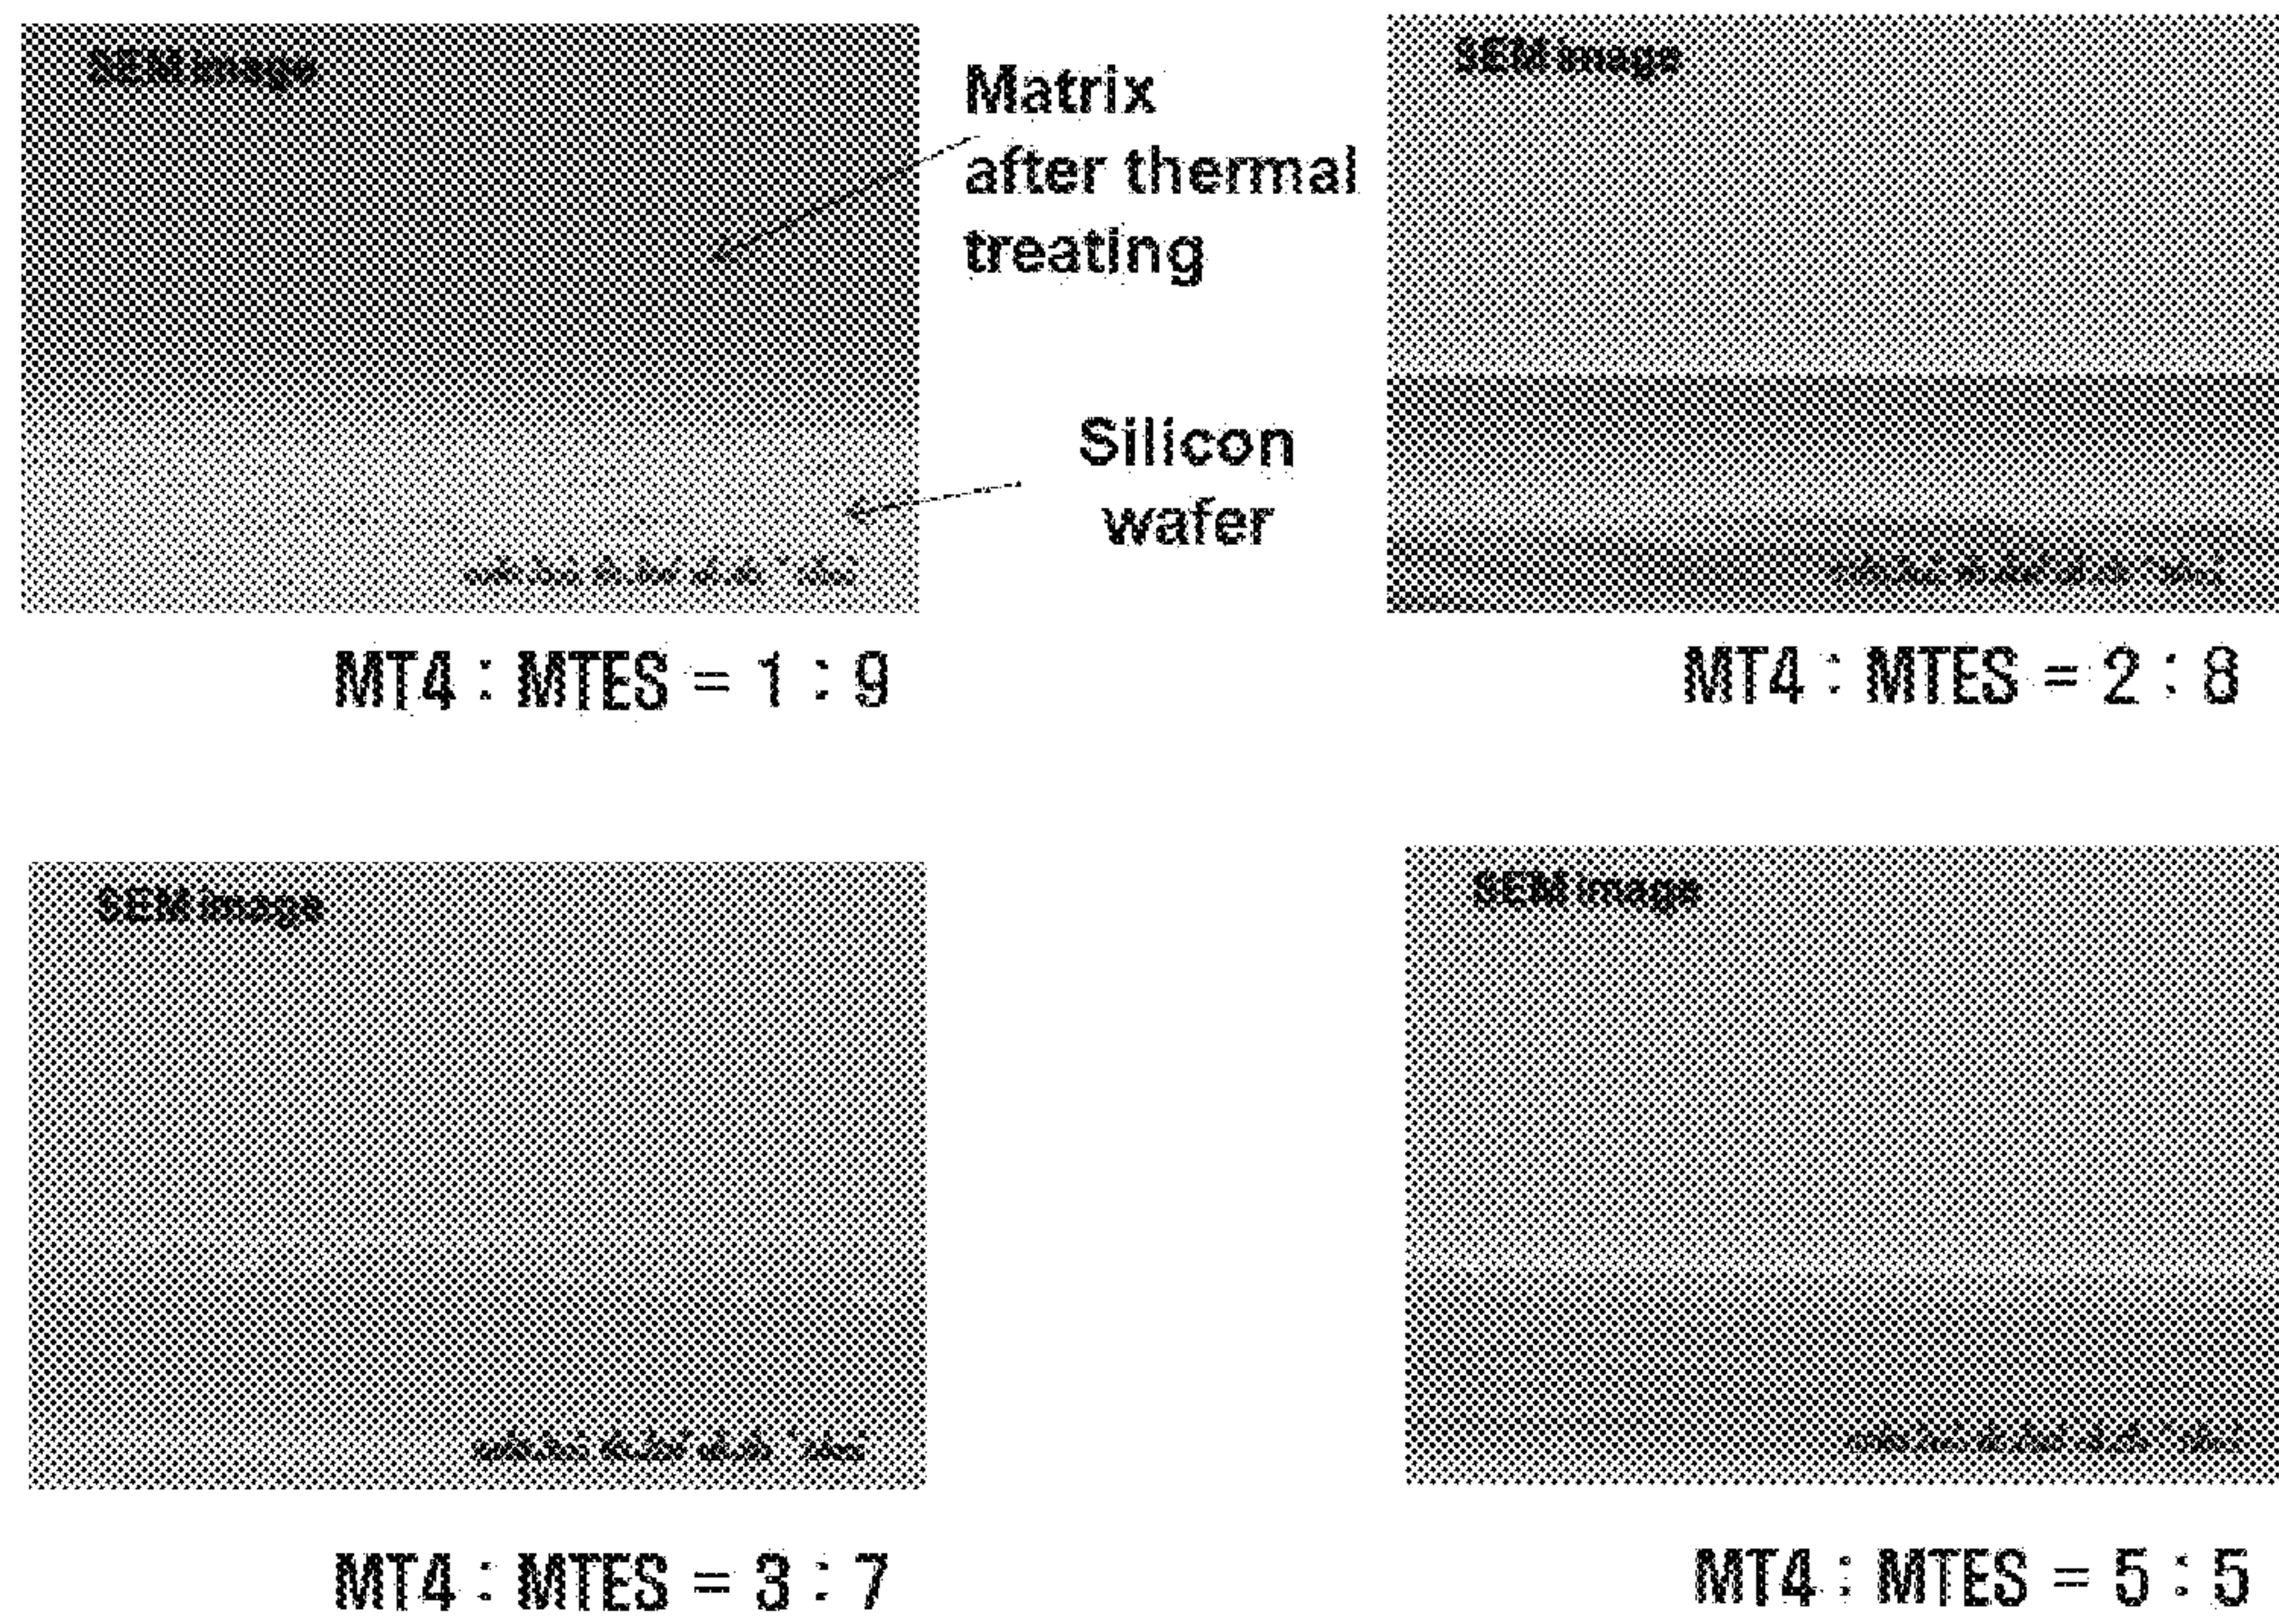 SEM image
Matrix
after thermal
treating
Silicon
wafer
MT4 : MTES = 1 : 9
SEM image
MT4 : MTES = 2 : 8
SEM image
MT4 : MTES = 3 : 7
SEM image
MT4 : MTES = 5 : 5